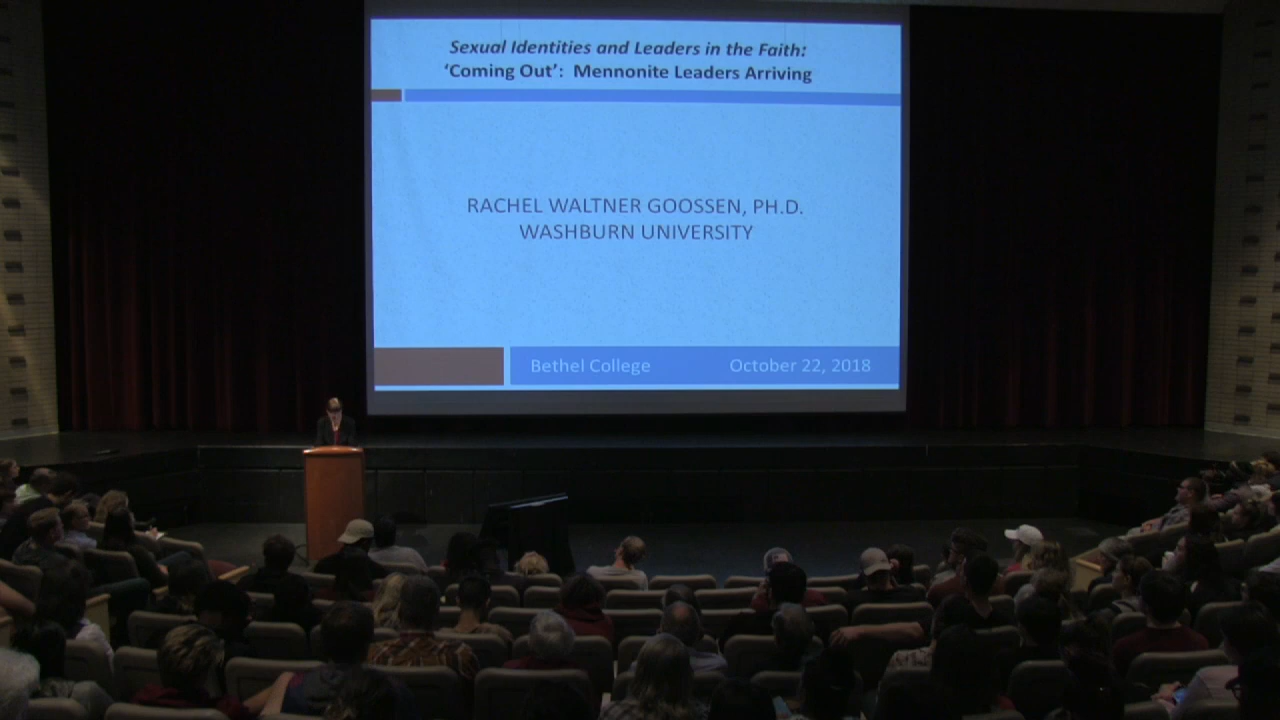 Sexual Identities and Leaders in the Faith:
‘Coming Out’: Mennonite Leaders Arriving
RACHEL WALTNER GOOSSEN, PH.D.
WASHBURN UNIVERSITY
Bethel College October 22, 2018